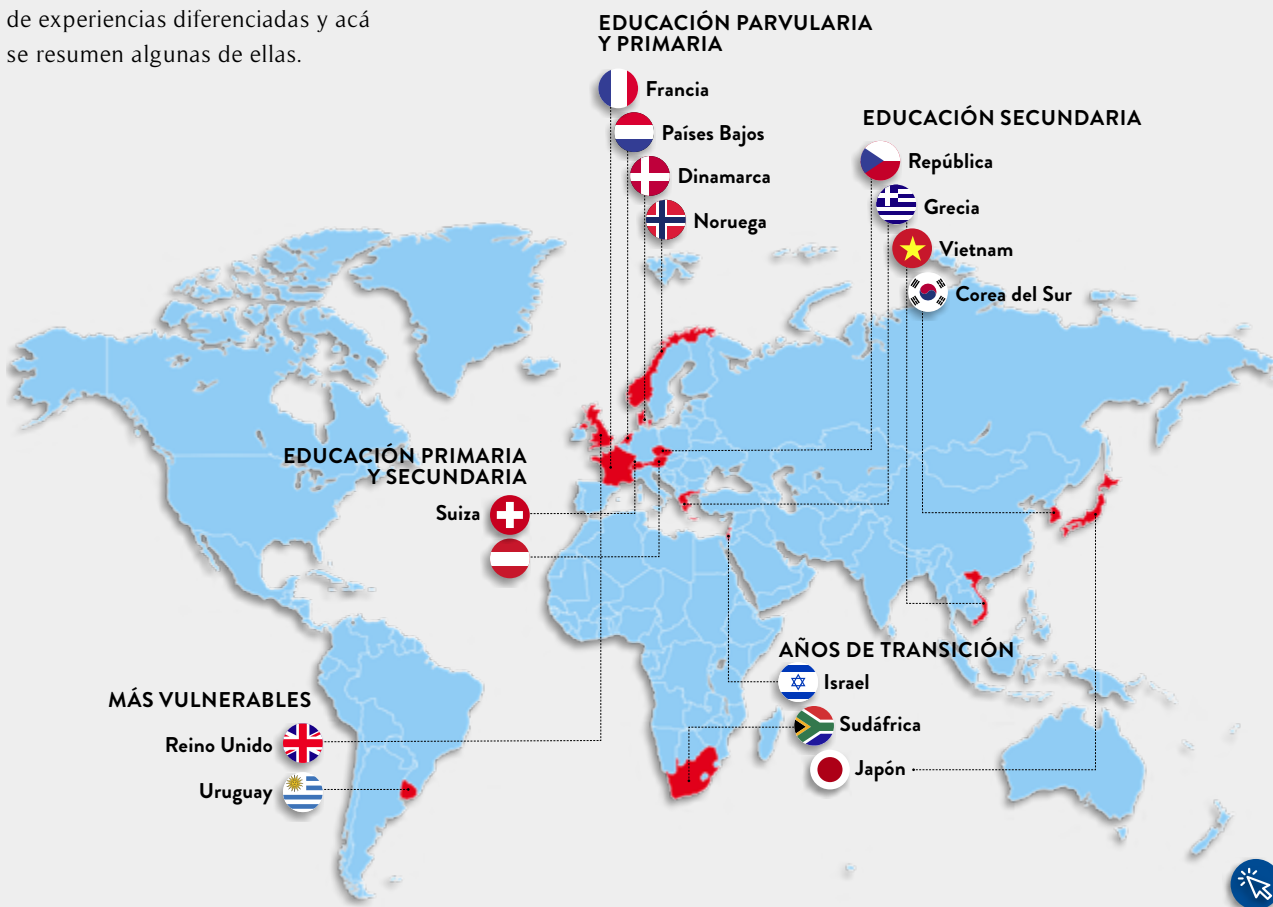 de experiencias diferenciadas y acá
se resumen algunas de ellas.
EDUCACIÓN PARVULARIA
Y PRIMARIA
Francia
Países Bajos
Dinamarca
Noruega
EDUCACIÓN SECUNDARIA
República
Grecia
Vietnam
Corea del Sur
EDUCACIÓN PRIMARIA
Y SECUNDARIA
Suiza
AÑOS DE TRANSICIÓN
Israel
Sudáfrica
Japón
MÁS VULNERABLES
Reino Unido
Uruguay